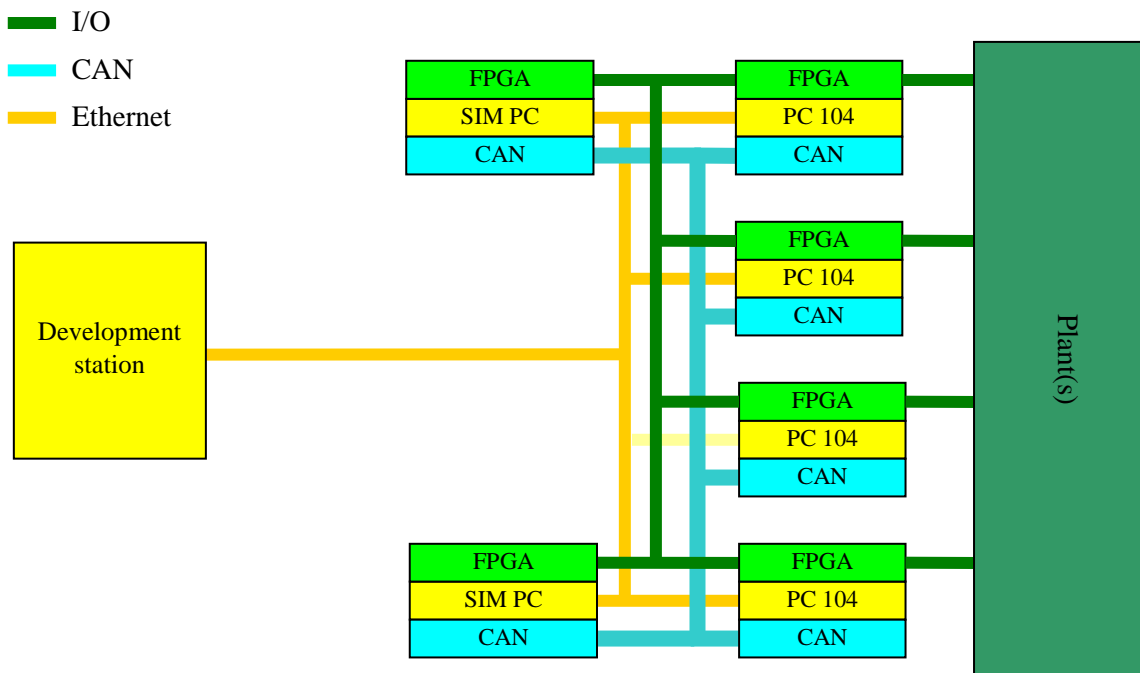 I/O
CAN
Ethernet
FPGA
SIM PC
CAN
FPGA
PC 104
CAN
FPGA
PC 104
CAN
Development
station
FPGA
PC 104
CAN
FPGA
SIM PC
CAN
FPGA
PC 104
CAN
Plant(s)